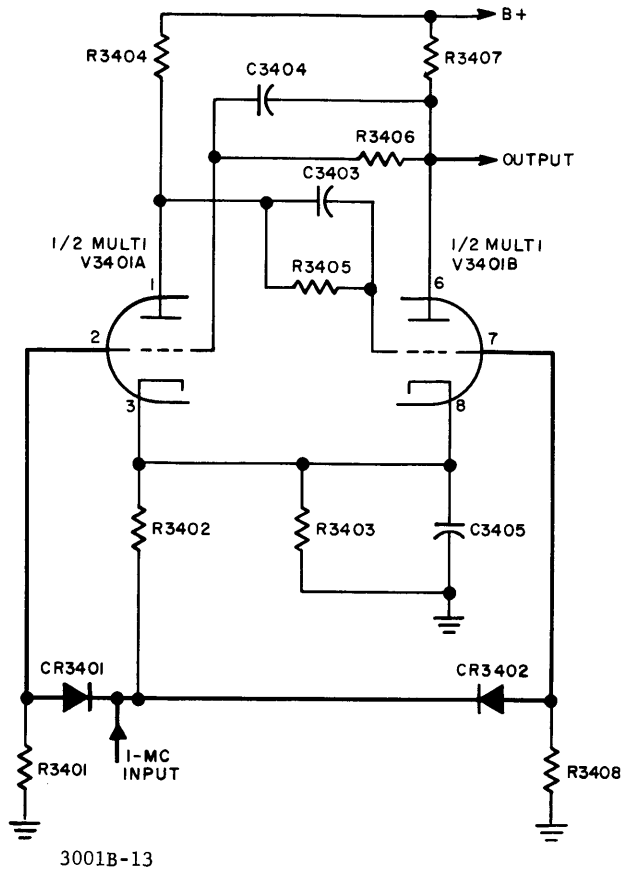 B+
R3404
R3407
C3404
R3406
OUTPUT
C3403
1/2 MULTI
V3401A
1/2 MULTI
V3401B
R3405
1
6
2
7
3
8
R3402
R3403
C3405
CR3401
CR3402
R3401
1-MC
INPUT
R3408
3001B-13